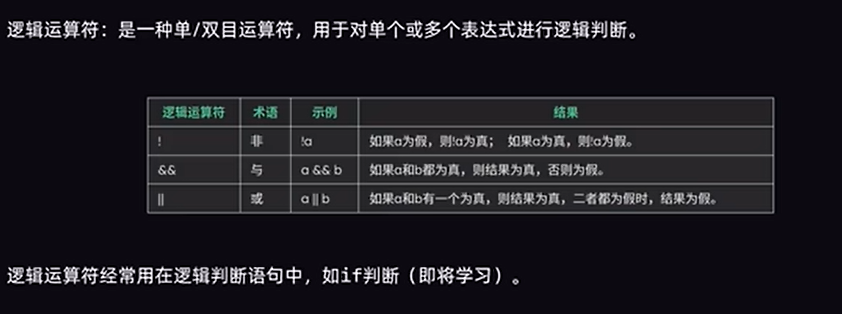 逻辑运算符：是一种单/双目运算符，用于对单个或多个表达式进行逻辑判断。
逻辑运算符 术语 示例 结果
! 非 !a 如果a为假，则!a为真； 如果a为真，则!a为假。
&& 与 a && b 如果a和b都为真，则结果为真，否则为假。
|| 或 a || b 如果a和b有一个为真，则结果为真，二者都为假时，结果为假。
逻辑运算符经常用在逻辑判断语句中，如if判断（即将学习）。